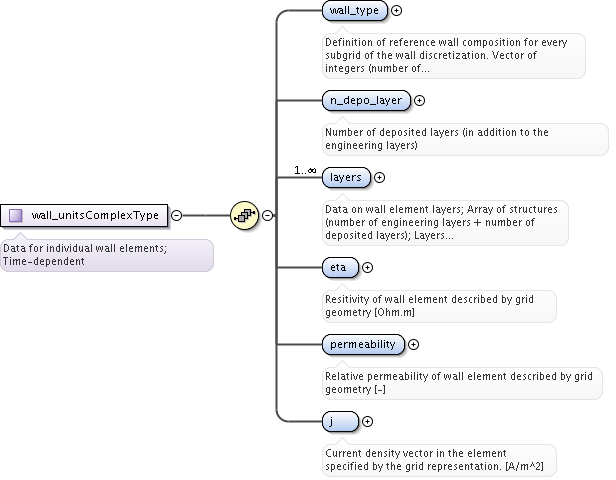 wall_type
Definition of reference wall composition for every
subgrid of the wall discretization. Vector of
integers (number of...
n_depo_layer
Number of deposited layers (in addition to the
engineering layers)
1..∞
layers
Data on wall element layers; Array of structures
(number of engineering layers + number of
deposited layers); Layers...
wall_unitsComplexType
Data for individual wall elements;
Time-dependent
eta
Resitivity of wall element described by grid
geometry [Ohm.m]
permeability
Relative permeability of wall element described by grid
geometry [-]
j
Current density vector in the element
specified by the grid representation. [A/m^2]